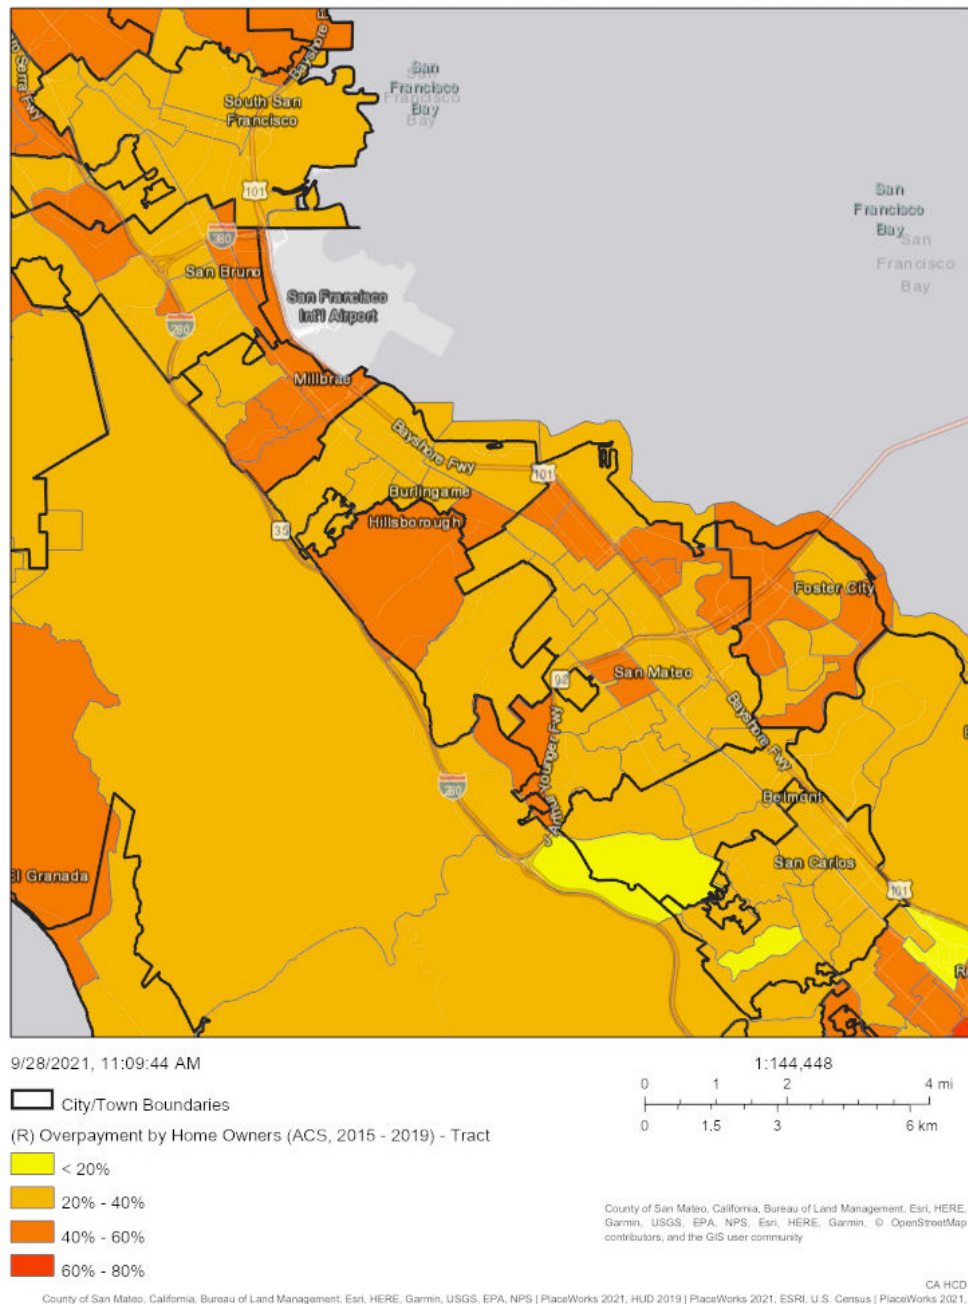 Bayshore F
ro Serra Fwy
South San
Francisco
San
Francisco
Bay
San
Francisco
Bay
101
San
Francisco
Bay
San
Francisco
Bay
380
San Bruno
San Francisco
Int'l Airport
280
Millbrae
Bayshore Fwy
101
Burlingame
Hillsborough
35
Foster City
San Mateo
92
Bayshore Fwy
J Arthur Younger Fwy
280
Belmont
San Carlos
El Granada
101
R
9/28/2021, 11:09:44 AM
1:144,448
0 1 2 4 mi
0 1.5 3 6 km
City/Town Boundaries
(R) Overpayment by Home Owners (ACS, 2015 - 2019) - Tract
< 20%
20% - 40%
40% - 60%
60% - 80%
County of San Mateo, California, Bureau of Land Management, Esri, HERE,
Garmin, USGS, EPA, NPS, Esri, HERE, Garmin, © OpenStreetMap
contributors, and the GIS user community
CA HCD
County of San Mateo, California, Bureau of Land Management, Esri, HERE, Garmin, USGS, EPA, NPS | PlaceWorks 2021, HUD 2019 | PlaceWorks 2021, ESRI, U.S. Census | PlaceWorks 2021,